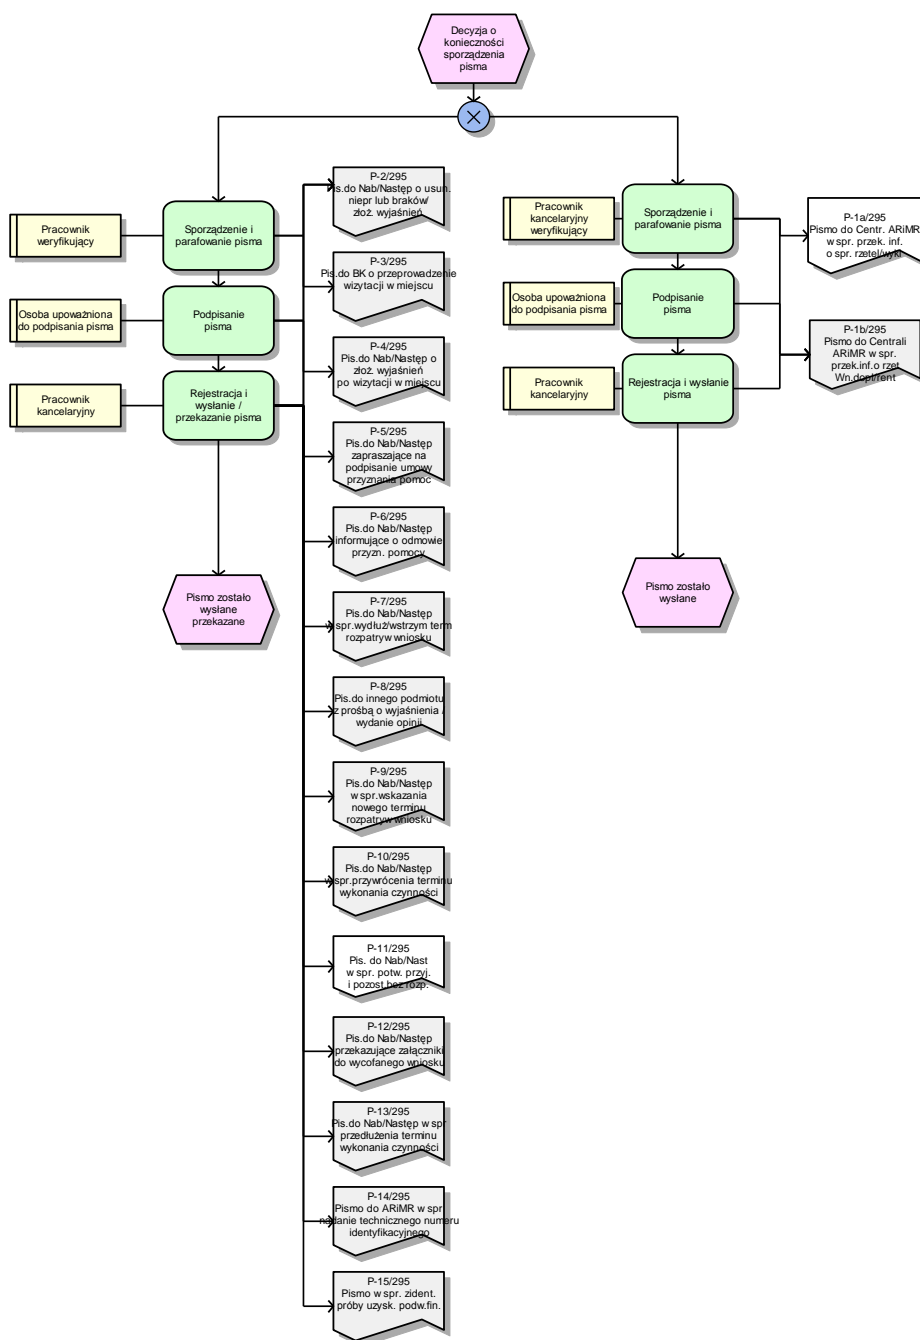 Decyzja o
konieczności
sporządzenia
pisma
Pracownik
weryfikujący
Sporządzenie i
parafowanie pisma
Osoba upoważniona
do podpisania pisma
Podpisanie
pisma
Pracownik
kancelaryjny
Rejestracja i
wysłanie /
przekazanie pisma
Pismo zostało
wysłane
przekazane
P-2/295
Pis.do Nab/Następ o usun.
niepr lub braków/
złoż. wyjaśnień
P-3/295
Pis.do BK o przeprowadzenie
wizytacji w miejscu
P-4/295
Pis.do Nab/Następ o
złoż. wyjaśnień
po wizytacji w miejscu
P-5/295
Pis.do Nab/Następ
zapraszające na
podpisanie umowy
przyznania pomoc
P-6/295
Pis.do Nab/Następ
informujące o odmowie
przyzn. pomocy
P-7/295
Pis.do Nab/Następ
w spr.wydłuż/wstrzym term
rozpatryw wniosku
P-8/295
Pis.do innego podmiotu
z prośbą o wyjaśnienia /
wydanie opinii
P-9/295
Pis.do Nab/Następ
w spr.wskazania
nowego terminu
rozpatryw wniosku
P-10/295
Pis.do Nab/Następ
w spr.przywrócenia terminu
wykonania czynności
P-11/295
Pis. do Nab/Nast
w spr. potw. przyj.
i pozost.bez rozp.
P-12/295
Pis.do Nab/Następ
przekazujące załączniki
do wycofanego wniosku
P-13/295
Pis.do Nab/Następ w spr
przedłużenia terminu
wykonania czynności
P-14/295
Pismo do ARiMR w spr
nadanie technicznego numeru
identyfikacyjnego
P-15/295
Pismo w spr. zident.
próby uzysk. podw.fin.
Pracownik
kancelaryjny
weryfikujący
Sporządzenie i
parafowanie pisma
Osoba upoważniona
do podpisania pisma
Podpisanie
pisma
Pracownik
kancelaryjny
Rejestracja i wysłanie
pisma
Pismo zostało
wysłane
P-1a/295
Pismo do Centr. ARiMR
w spr. przek. inf.
o spr. rzetel/wykl
P-1b/295
Pismo do Centrali
ARiMR w spr.
przek.inf.o rzet
Wn.dopl/rent